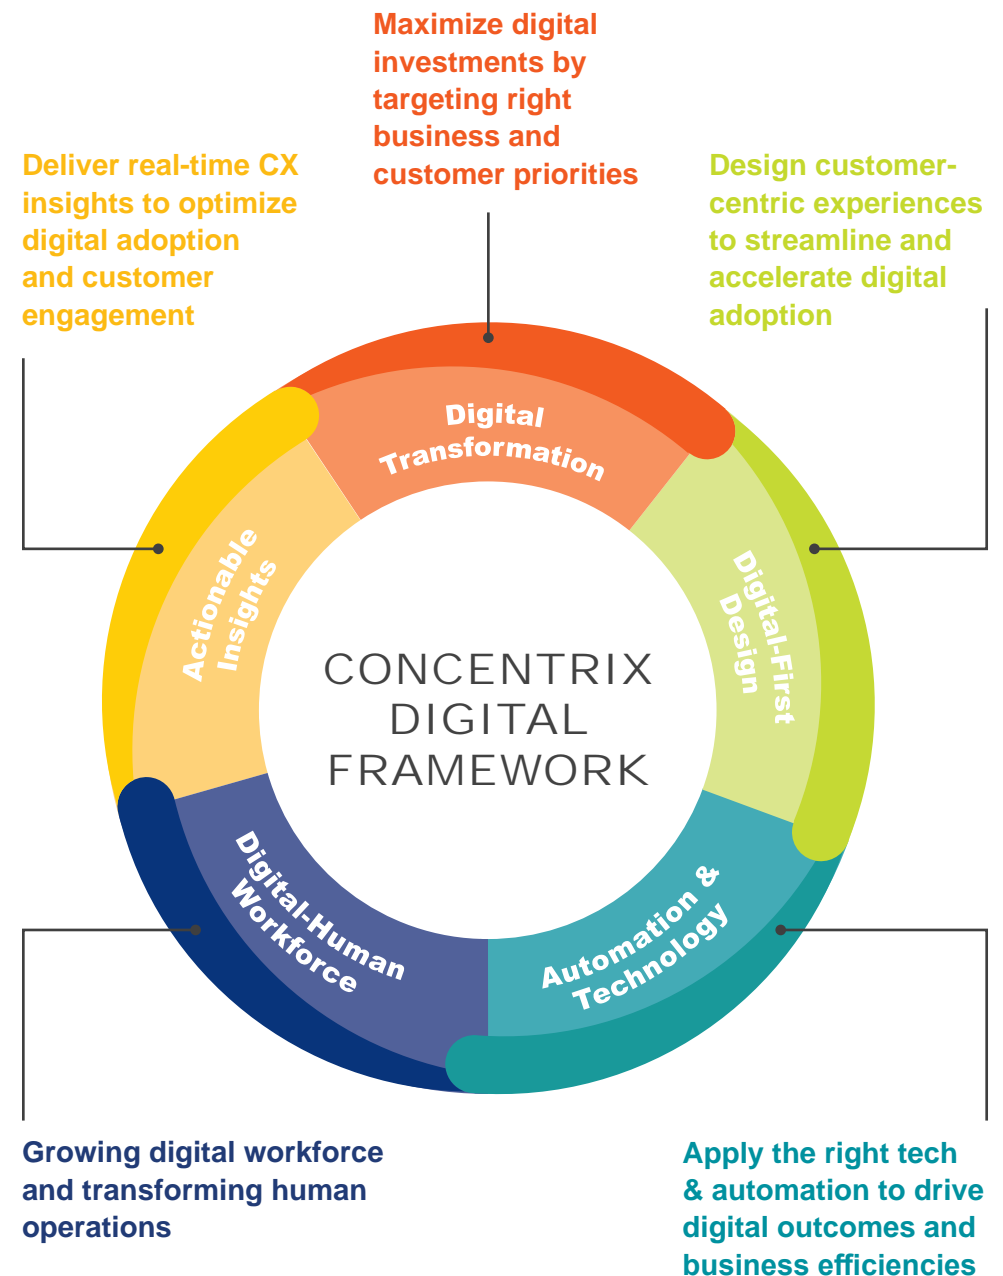 Maximize digital
investments by
targeting right
business and
customer priorities
Deliver real-time CX
insights to optimize
digital adoption
and customer
engagement
Design customer-
centric experiences
to streamline and
accelerate digital
adoption
Digital
Transformation
Actionable
Insights
Digital-First
Design
CONCENTRIX
DIGITAL
FRAMEWORK
Digital-Human
Workforce
Automation &
Technology
Growing digital workforce
and transforming human
operations
Apply the right tech
& automation to drive
digital outcomes and
business efficiencies